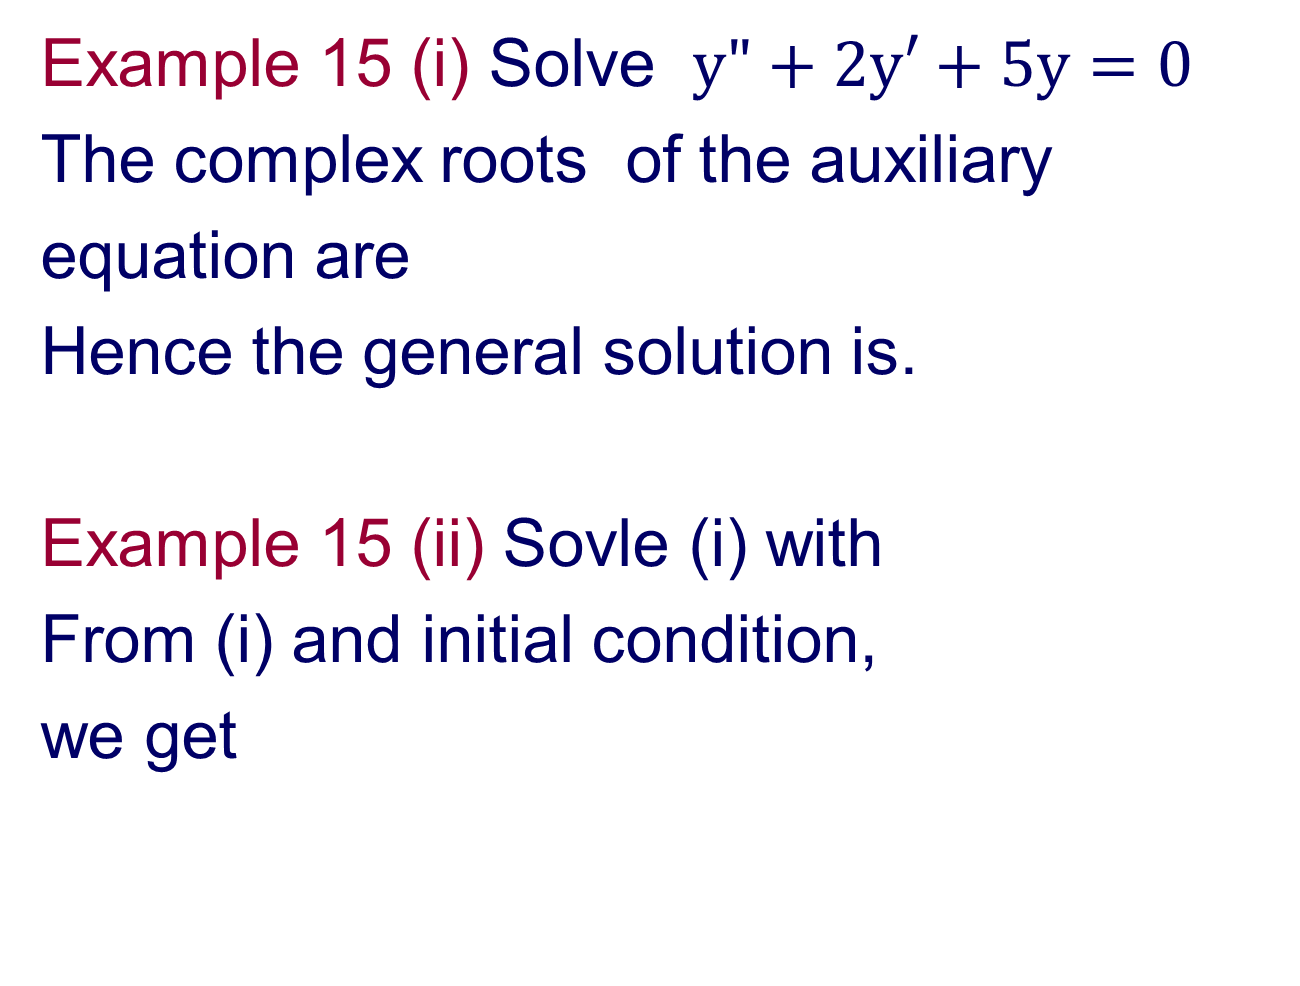 Example 15 (i) Solve y" + 2y′ + 5y = 0
The complex roots of the auxiliary
equation are
Hence the general solution is.
Example 15 (ii) Sovle (i) with
From (i) and initial condition,
we get